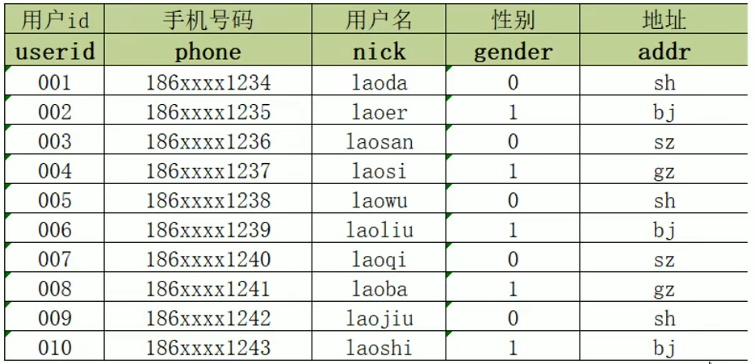 用户id 手机号码 用户名 性别 地址
userid phone nick gender addr
001 186xxxx1234 laoda 0 sh
002 186xxxx1235 laoer 1 bj
003 186xxxx1236 laosan 0 sz
004 186xxxx1237 laosi 1 gz
005 186xxxx1238 laowu 0 sh
006 186xxxx1239 laoliu 1 bj
007 186xxxx1240 laoqi 0 sz
008 186xxxx1241 laoba 1 gz
009 186xxxx1242 laojiu 0 sh
010 186xxxx1243 laoshi 1 bj